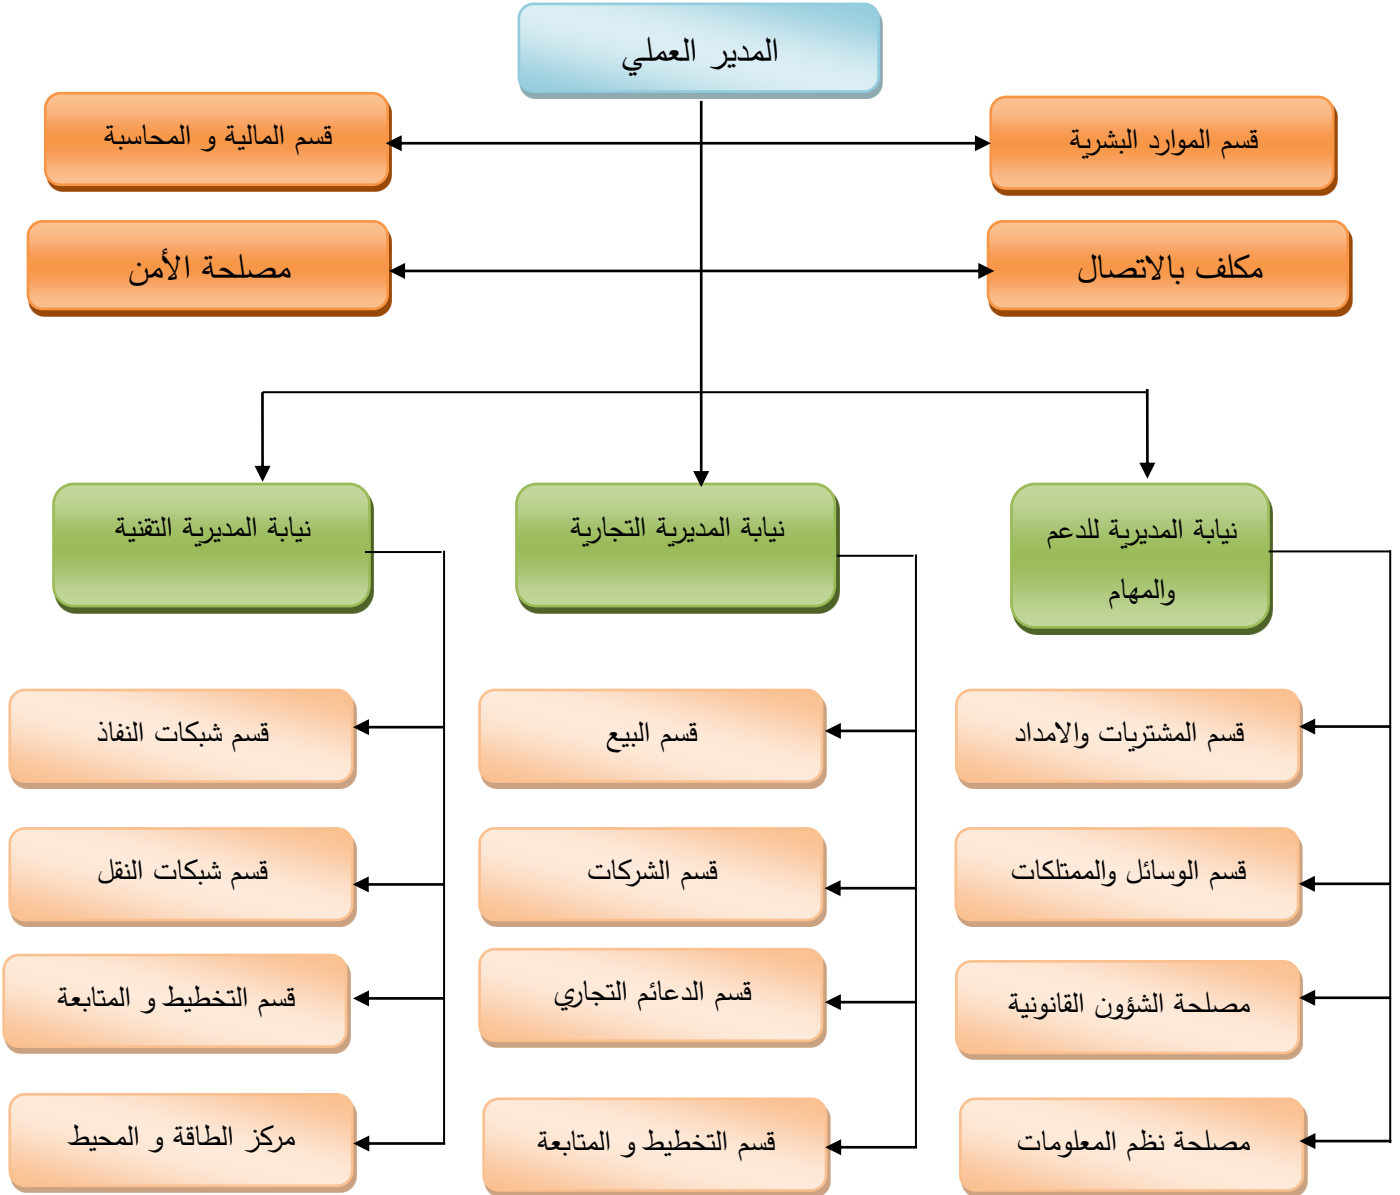 المدير العملي
قسم الموارد البشرية
قسم المالية و المحاسبة
مكلف بالاتصال
مصلحة الأمن
نيابة المديرية للدعم
والمهام
نيابة المديرية التجارية
نيابة المديرية التقنية
قسم المشتريات والامداد
قسم البيع
قسم شبكات النفاذ
قسم الوسائل والممتلكات
قسم الشركات
قسم شبكات النقل
مصلحة الشؤون القانونية
قسم الدعائم التجاري
قسم التخطيط و المتابعة
مصلحة نظم المعلومات
قسم التخطيط و المتابعة
مركز الطاقة و المحيط